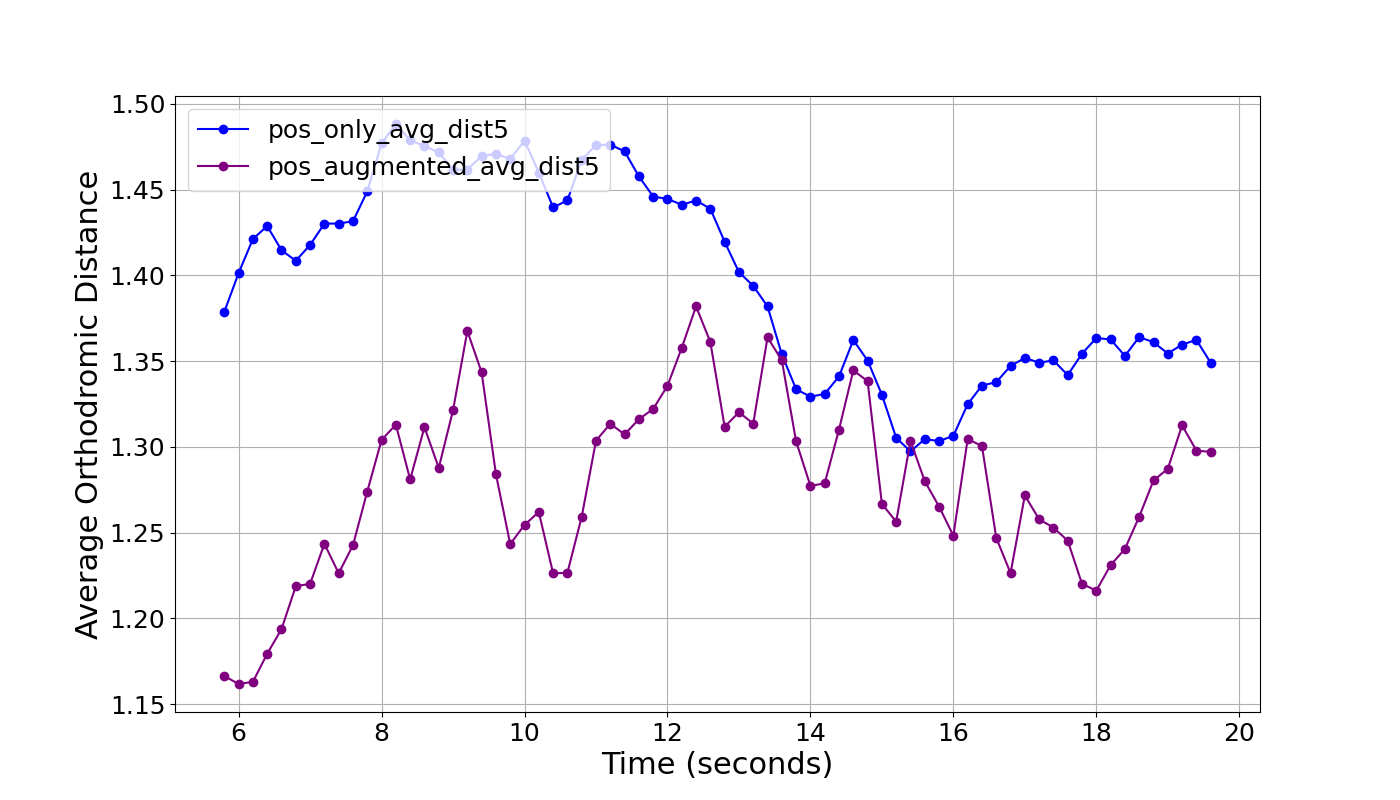 1.50
1.45
1.40
1.35
1.30
1.25
1.20
1.15
Average Orthodromic Distance
pos_only_avg_dist5
pos_augmented_avg_dist5
6 8 10 12 14 16 18 20
Time (seconds)